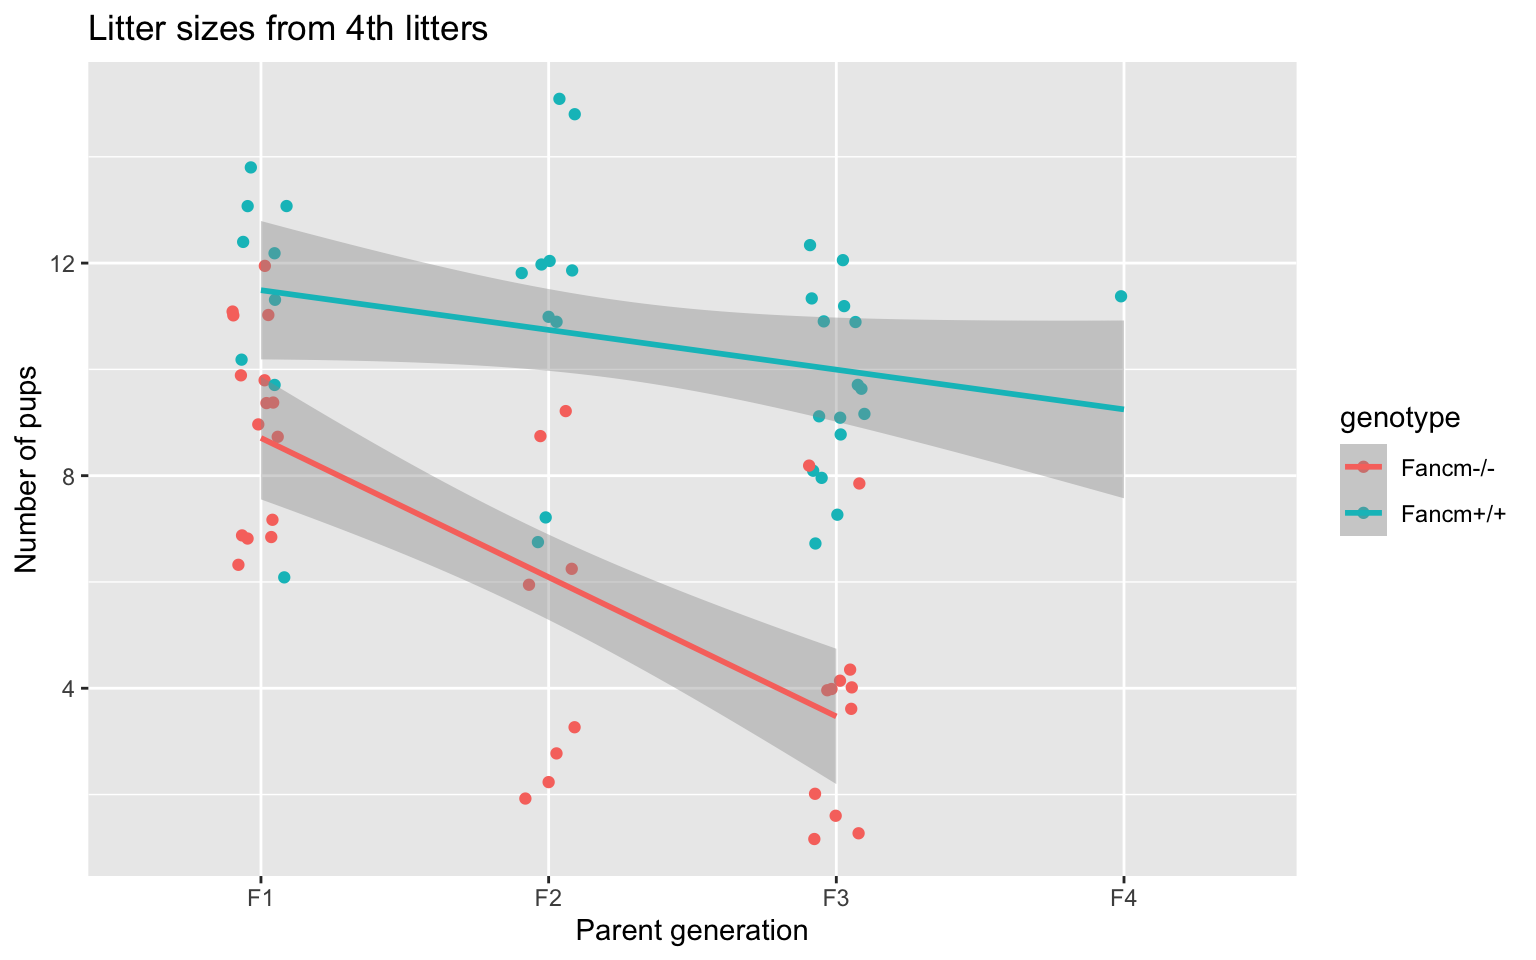 Litter sizes from 4th litters
Number of pups
12
8
4
F1
F2
F3
F4
Parent generation
genotype
Fancm-/-
Fancm+/+